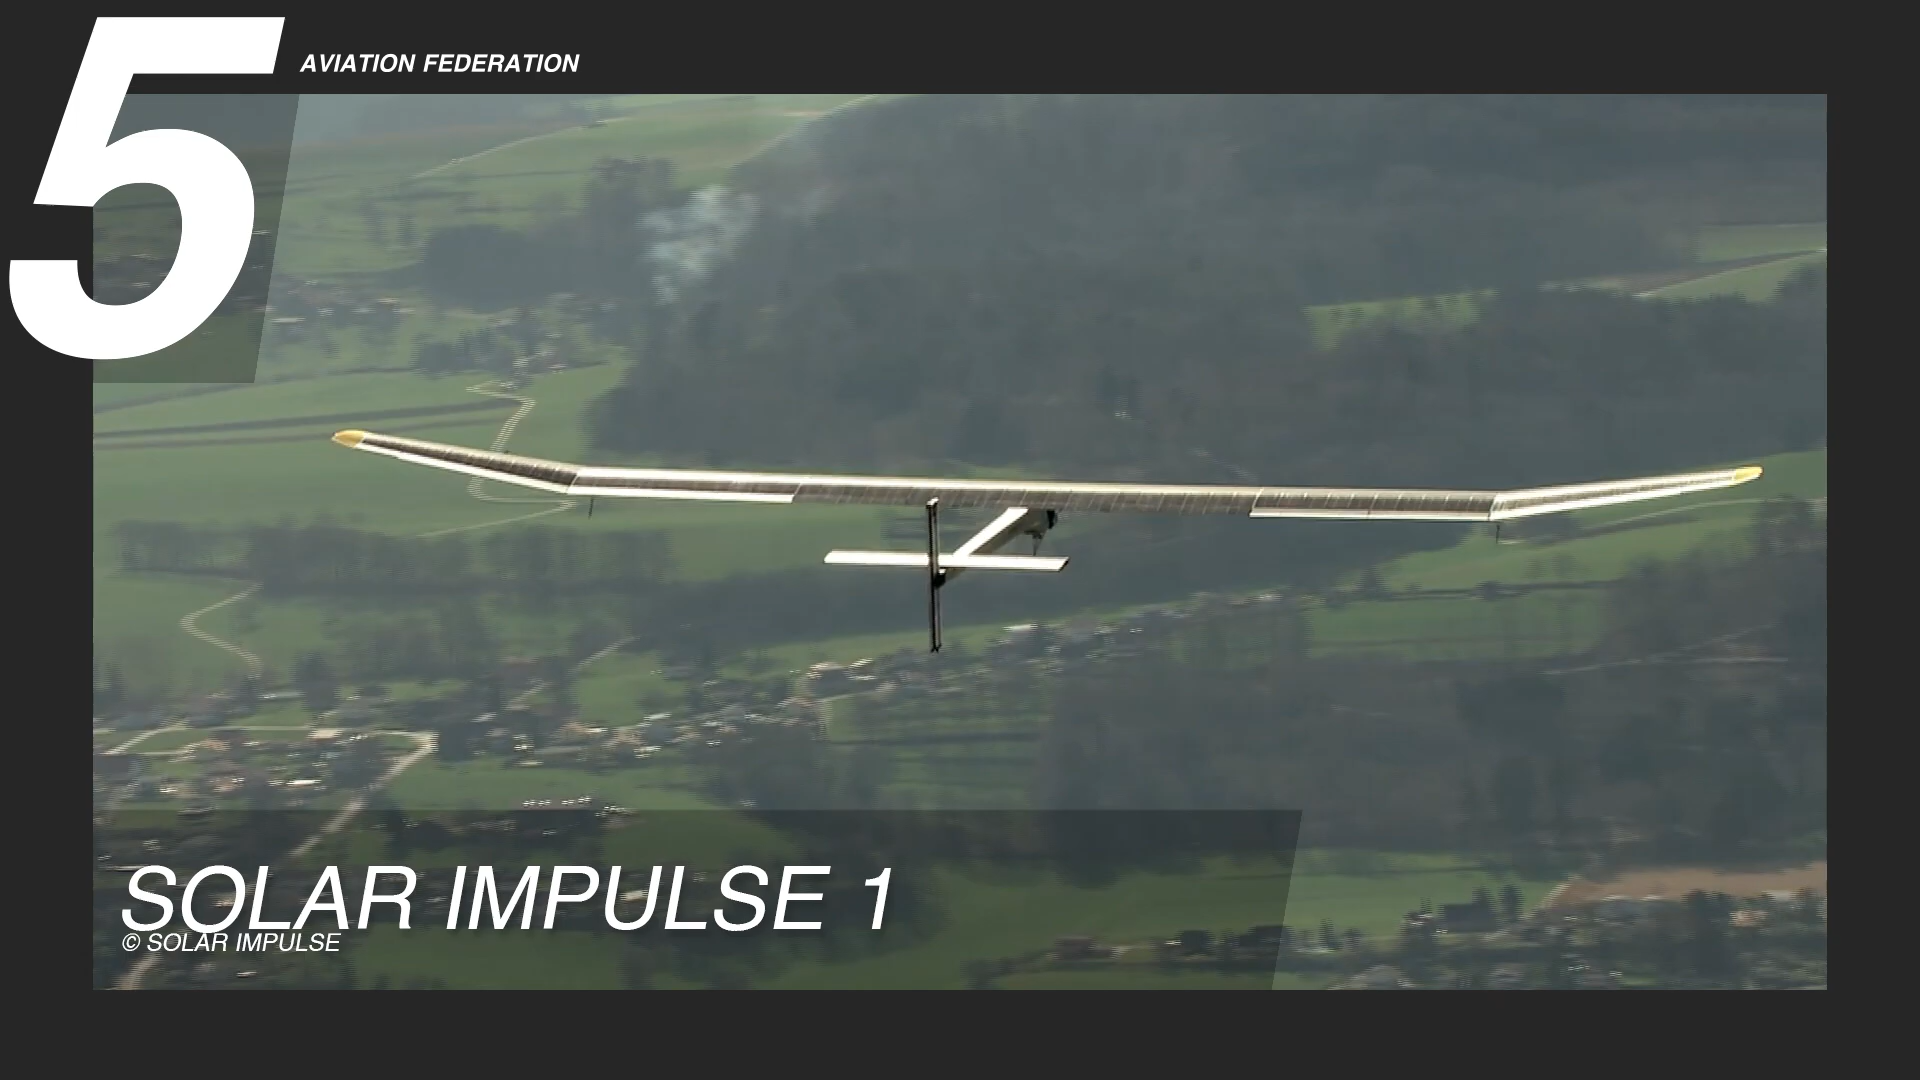 5
AVIATION FEDERATION
SOLAR IMPULSE 1
© SOLAR IMPULSE